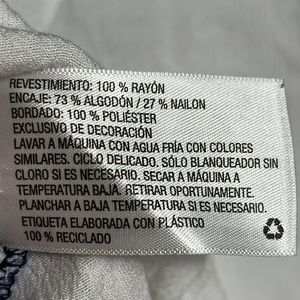 REVESTIMIENTO: 100 % RAYÓN
ENCAJE: 73 % ALGODÓN / 27 % NAILON
BORDADO: 100 % POLIÉSTER
EXCLUSIVO DE DECORACIÓN
LAVAR A MÁQUINA CON AGUA FRÍA CON COLORES
SIMILARES. CICLO DELICADO. SÓLO BLANQUEADOR SIN
CLORO SI ES NECESARIO. SECAR A MÁQUINA A
TEMPERATURA BAJA. RETIRAR OPORTUNAMENTE.
PLANCHAR A BAJA TEMPERATURA SI ES NECESARIO.
ETIQUETA ELABORADA CON PLÁSTICO
100 % RECICLADO